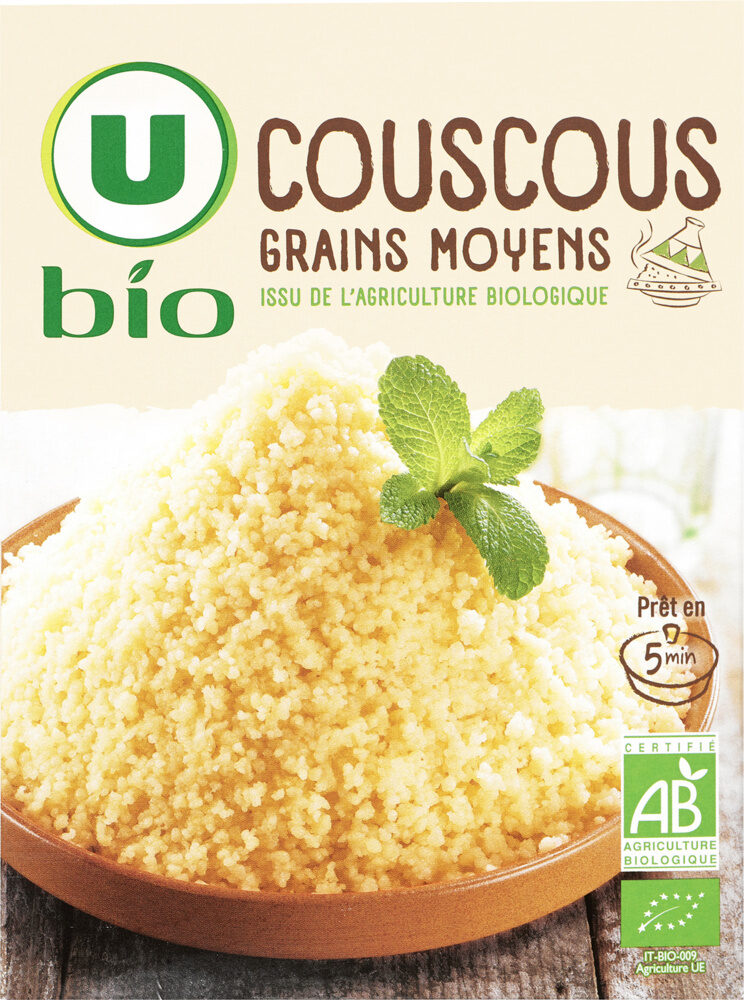 U
bio
COUSCOUS
GRAINS MOYENS
ISSU DE L'AGRICULTURE BIOLOGIQUE
Prêt en
5 min
CERTIFIÉ
AB
AGRICULTURE
BIOLOGIQUE
IT-BIO-009
Agriculture UE